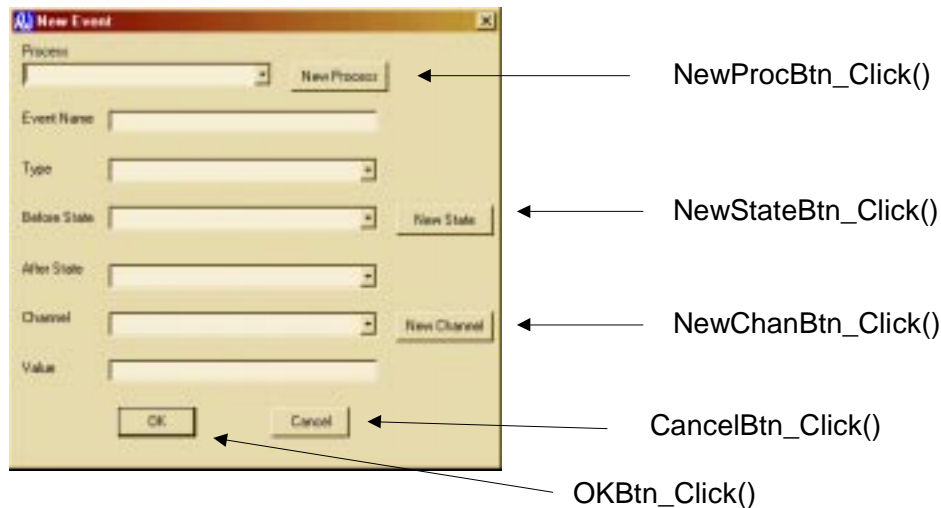 New Event
Process
New Process
NewProcBtn_Click()
Event Name
Type
Before State
New State
NewStateBtn_Click()
After State
Channel
New Channel
NewChanBtn_Click()
Value
OK
Cancel
CancelBtn_Click()
OKBtn_Click()